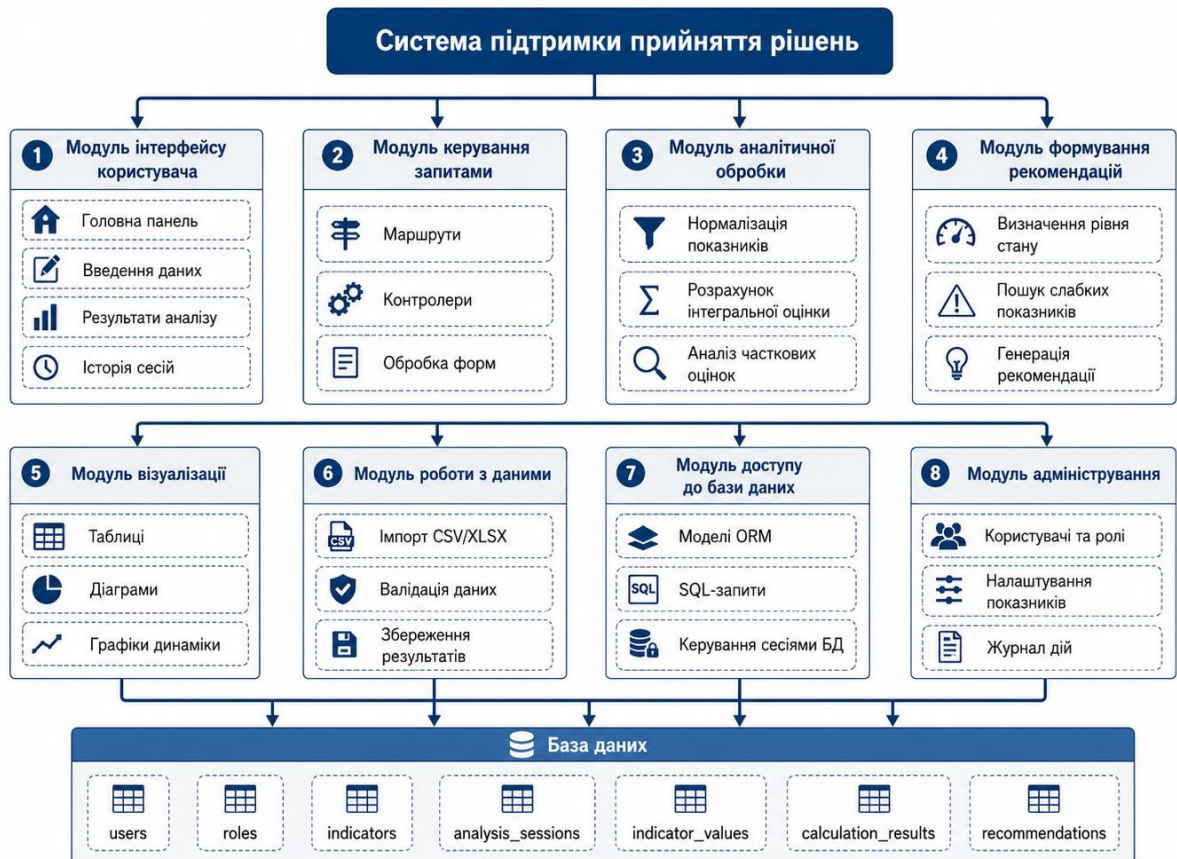 Система підтримки прийняття рішень
1 Модуль інтерфейсу
користувача
Головна панель
Введення даних
Результати аналізу
Історія сесій
2 Модуль керування
запитами
Маршрути
Контролери
Обробка форм
3 Модуль аналітичної
обробки
Нормалізація
показників
Σ Розрахунок
інтегральної оцінки
Аналіз часткових
оцінок
4 Модуль формування
рекомендацій
Визначення рівня
стану
Пошук слабких
показників
Генерація
рекомендації
5 Модуль візуалізації
Таблиці
Діаграми
Графіки динаміки
6 Модуль роботи з даними
CSV Імпорт CSV/XLSX
Валідація даних
Збереження
результатів
7 Модуль доступу
до бази даних
Моделі ORM
SQL SQL-запити
Керування сесіями БД
8 Модуль адміністрування
Користувачі та ролі
Налаштування
показників
Журнал дій
База даних
users
roles
indicators
analysis_sessions
indicator_values
calculation_results
recommendations